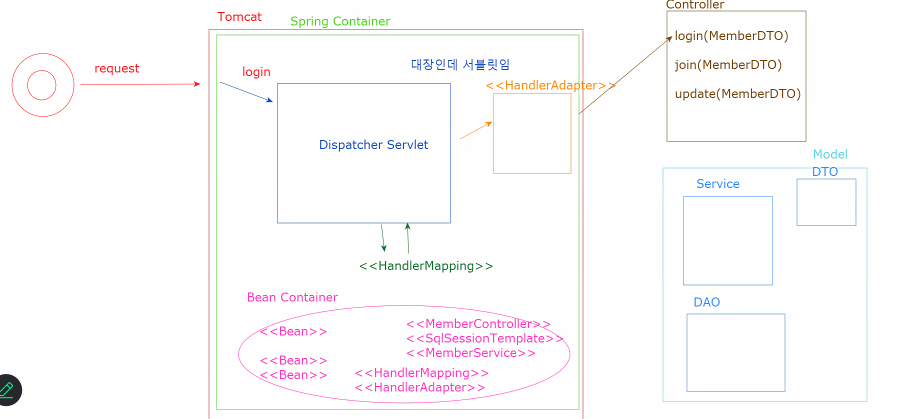 Tomcat
Spring Container
Controller
request
login
대장인데 서블릿임
<<HandlerAdapter>>
login(MemberDTO)
join(MemberDTO)
update(MemberDTO)
Dispatcher Servlet
Model
DTO
Service
<<HandlerMapping>>
Bean Container
DAO
<<Bean>>
<<Bean>>
<<Bean>>
<<MemberController>>
<<SqlSessionTemplate>>
<<MemberService>>
<<HandlerMapping>>
<<HandlerAdapter>>